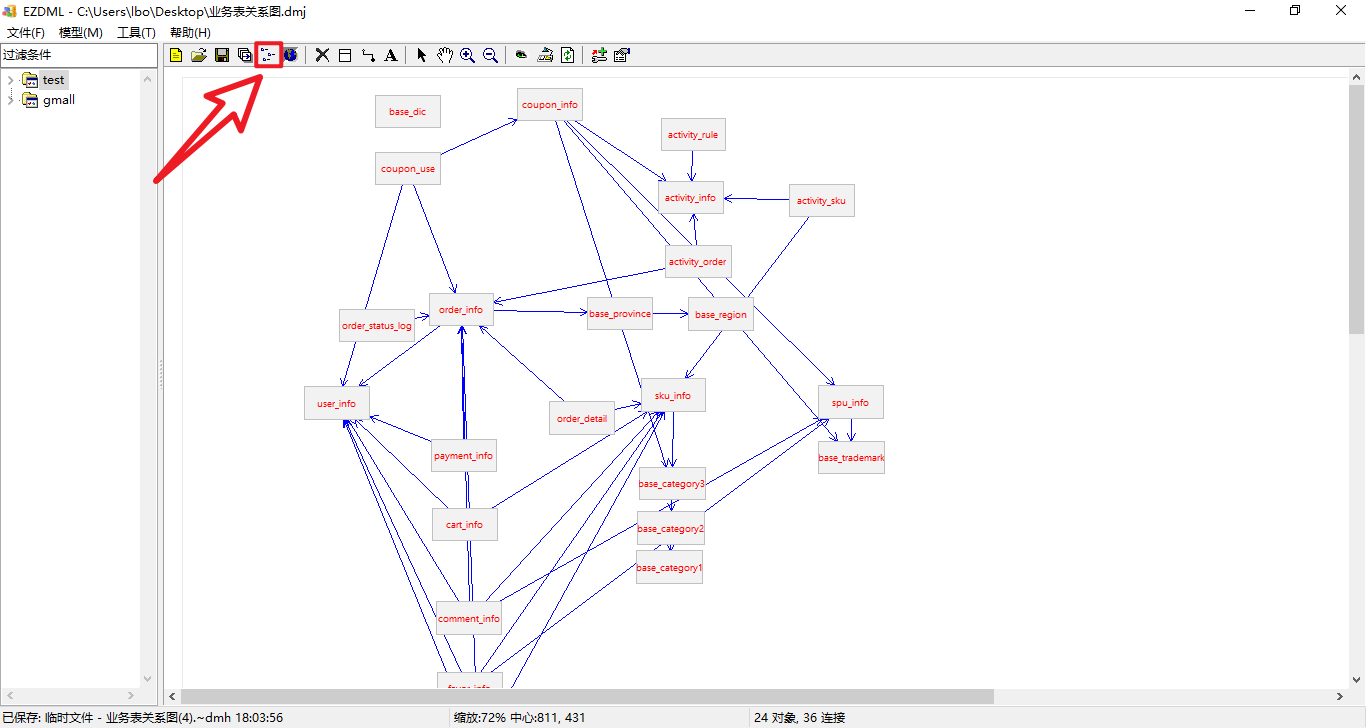 EZDML - C:\Users\lbo\Desktop\业务表关系图.dmj
文件(F) 模型(M) 工具(T) 帮助(H)
过滤条件
test
gmall
coupon_info
base_dic
activity_rule
coupon_use
activity_info
activity_sku
activity_order
order_info
base_province
base_region
order_status_log
user_info
sku_info
spu_info
order_detail
payment_info
base_trademark
base_category3
cart_info
base_category2
base_category1
comment_info
favor_info
已保存: 临时文件 - 业务表关系图(4).~dmh 18:03:56
缩放:72% 中心:811, 431
24 对象, 36 连接